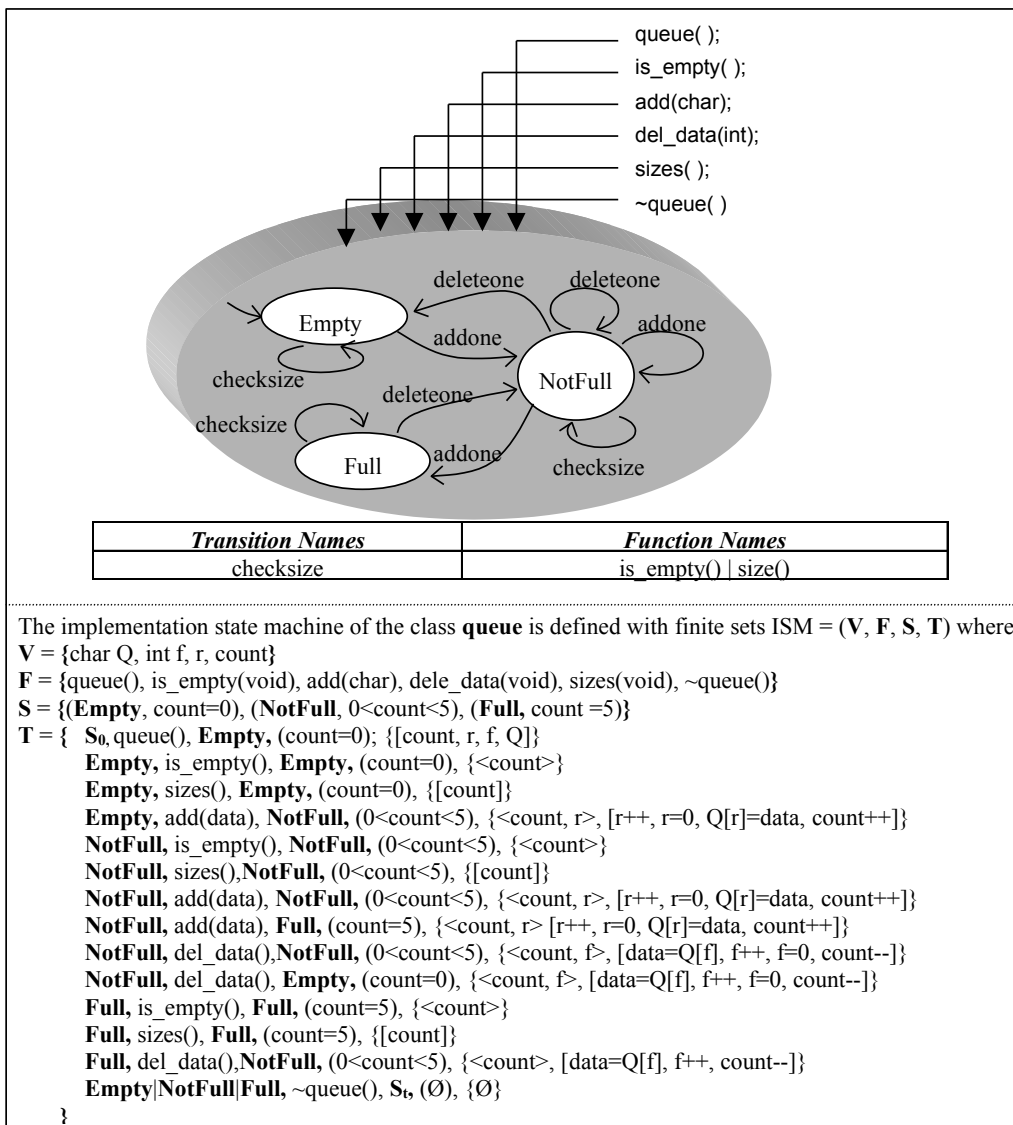 queue( );
is_empty( );
add(char);
del_data(int);
sizes( );
~queue( )
deleteone
deleteone
Empty
addone
addone
NotFull
checksize
deleteone
checksize
addone
Full
checksize
Transition Names Function Names
checksize is_empty() | size()
The implementation state machine of the class queue is defined with finite sets ISM = (V, F, S, T) where
V = {char Q, int f, r, count}
F = {queue(), is_empty(void), add(char), dele_data(void), sizes(void), ~queue()}
S = {(Empty, count=0), (NotFull, 0<count<5), (Full, count =5)}
T = { S0, queue(), Empty, (count=0); {[count, r, f, Q]}
Empty, is_empty(), Empty, (count=0), {<count>}
Empty, sizes(), Empty, (count=0), {[count]}
Empty, add(data), NotFull, (0<count<5), {<count, r>, [r++, r=0, Q[r]=data, count++]}
NotFull, is_empty(), NotFull, (0<count<5), {<count>}
NotFull, sizes(),NotFull, (0<count<5), {[count]}
NotFull, add(data), NotFull, (0<count<5), {<count, r>, [r++, r=0, Q[r]=data, count++]}
NotFull, add(data), Full, (count=5), {<count, r> [r++, r=0, Q[r]=data, count++]}
NotFull, del_data(),NotFull, (0<count<5), {<count, f>, [data=Q[f], f++, f=0, count--]}
NotFull, del_data(), Empty, (count=0), {<count, f>, [data=Q[f], f++, f=0, count--]}
Full, is_empty(), Full, (count=5), {<count>}
Full, sizes(), Full, (count=5), {[count]}
Full, del_data(),NotFull, (0<count<5), {<count>, [data=Q[f], f++, count--]}
Empty|NotFull|Full, ~queue(), St, (Ø), {Ø}
}